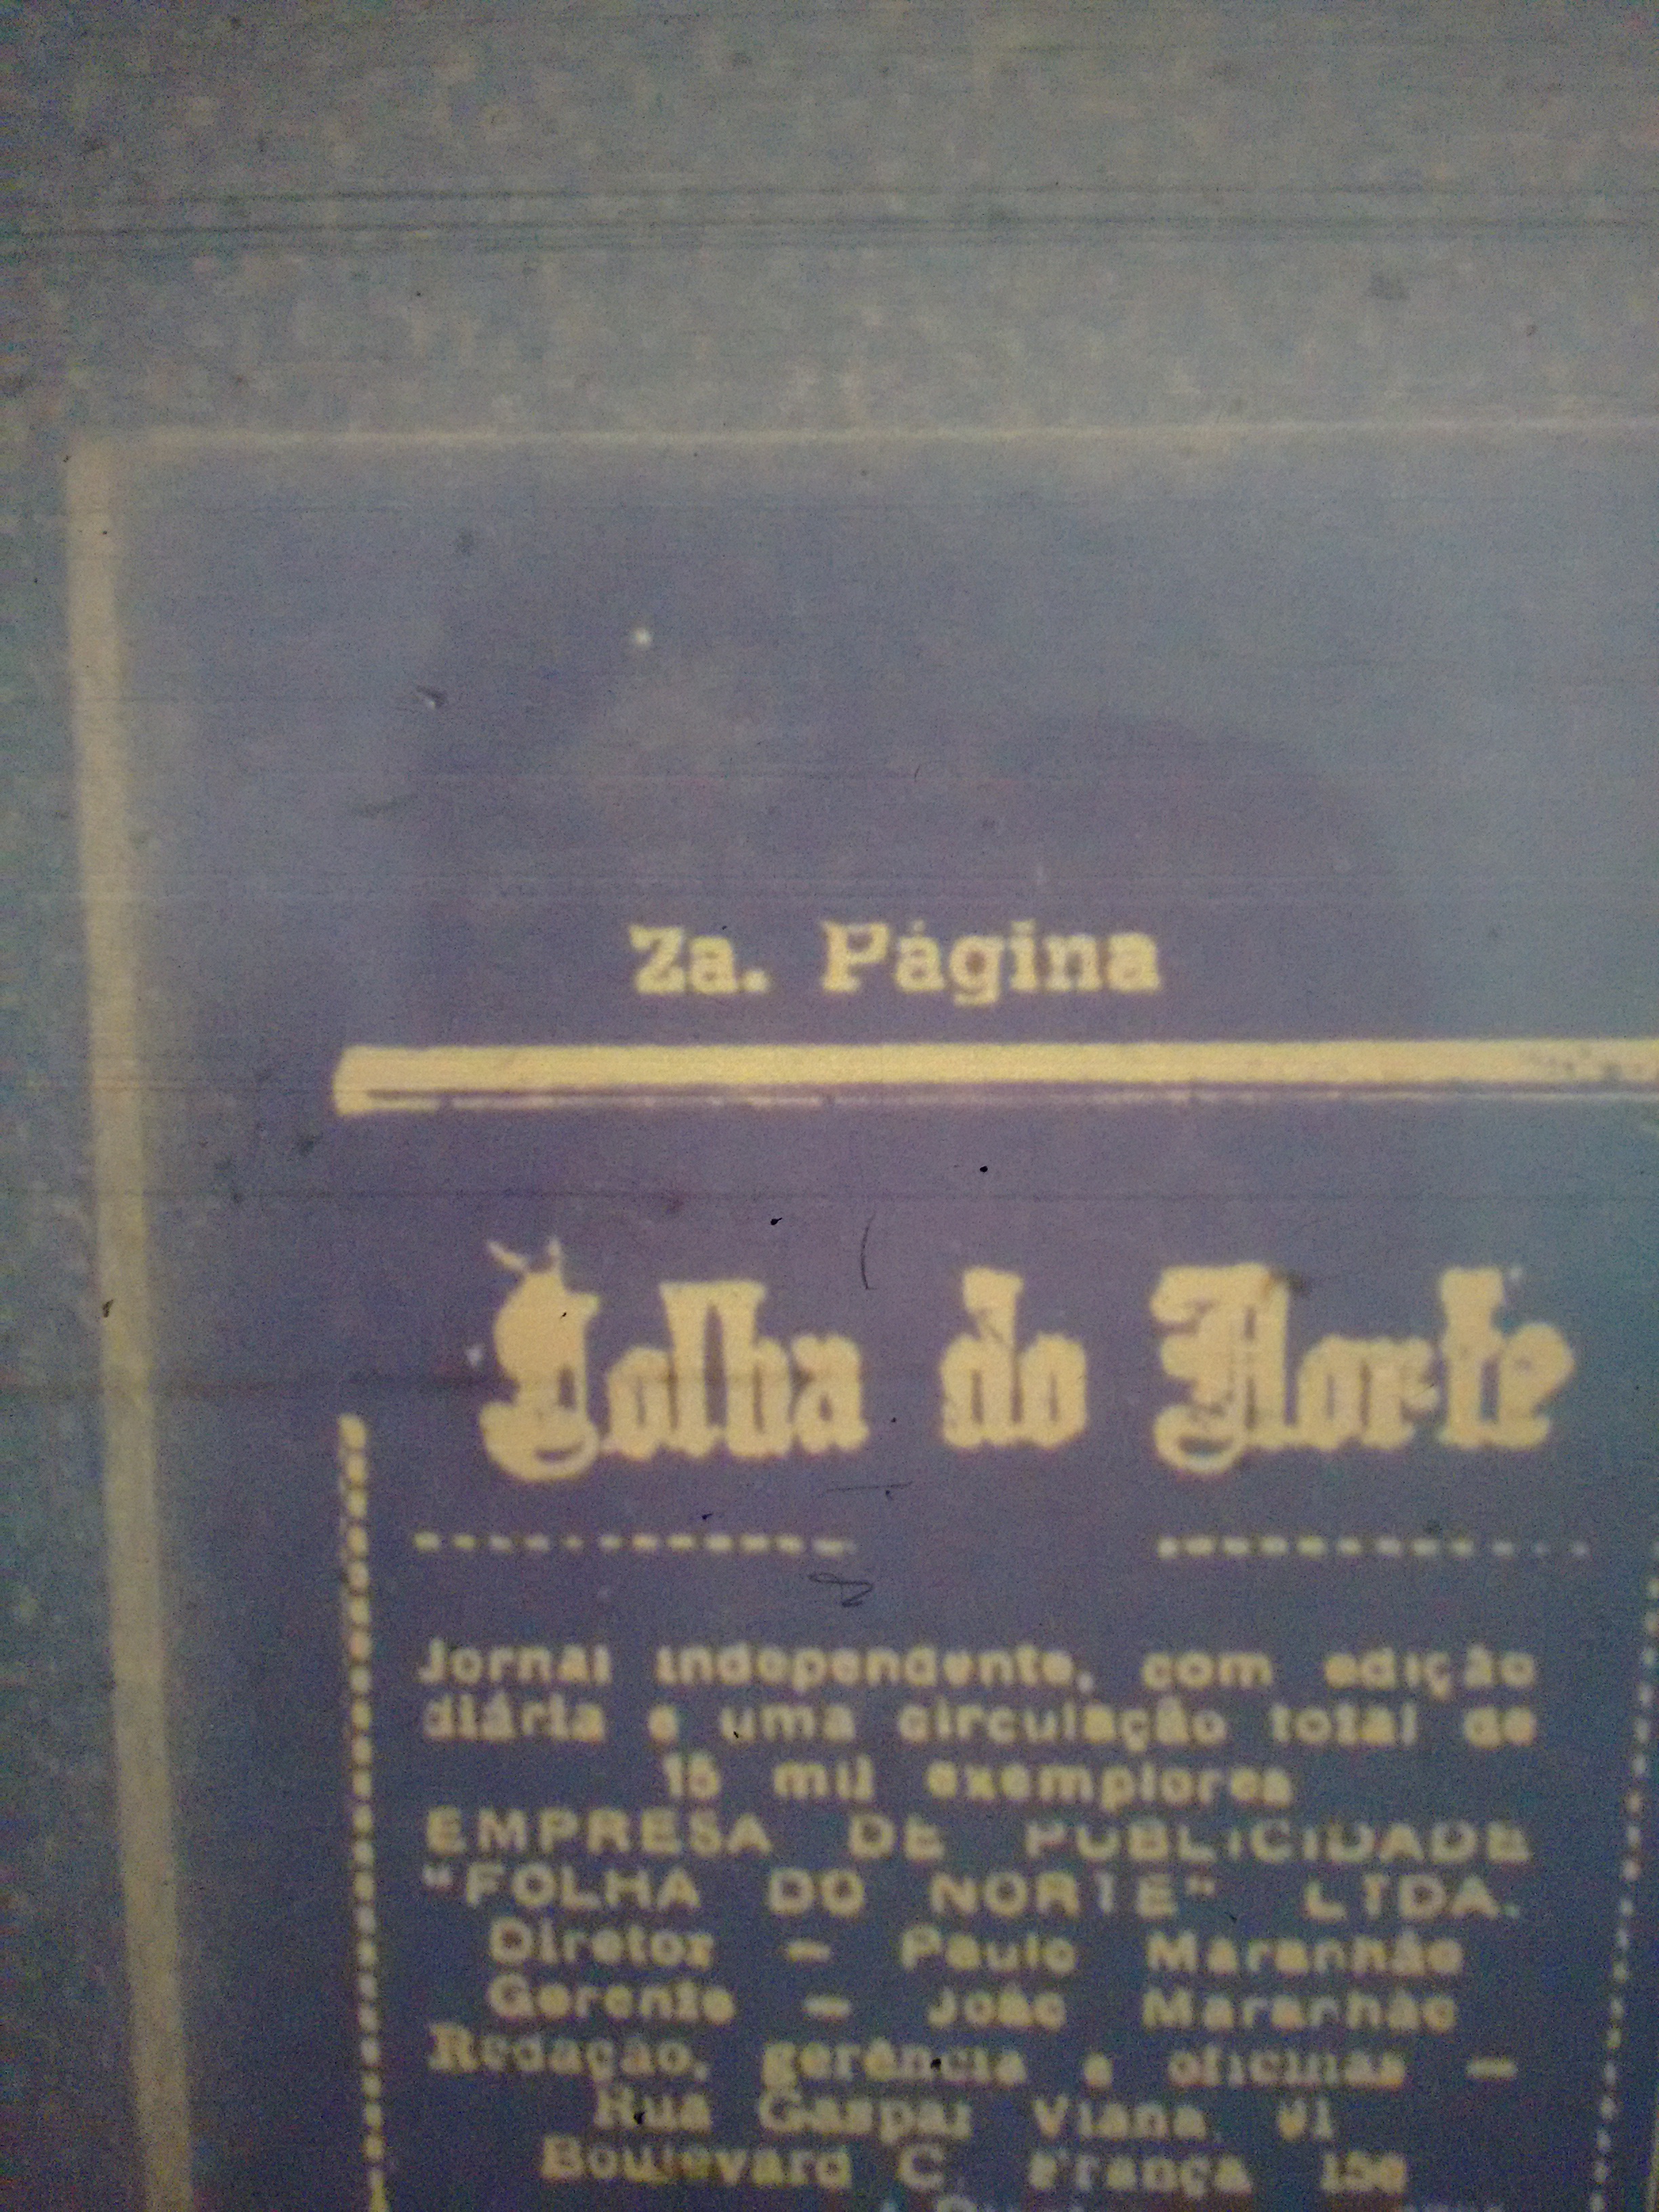 2a. Página
Folha do Norte
Jornal independente, com edição
diária e uma circulação total de
15 mil exemplares
EMPRESA DE PUBLICIDADE
"FOLHA DO NORTE" LTDA.
Diretor — Paulo Maranhão
Gerente — João Maranhão
Redação, gerência e oficinas —
Rua Gaspar Viana
Boulevard C. França